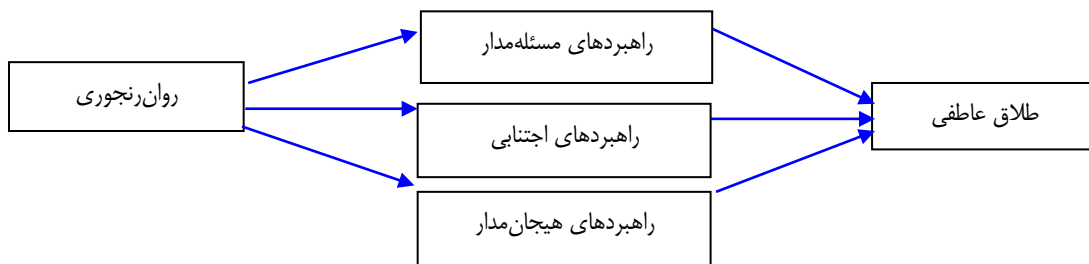 راهبردهای مسئله‌مدار
روان‌رنجوری
طلاق عاطفی
راهبردهای اجتنابی
راهبردهای هیجان‌مدار